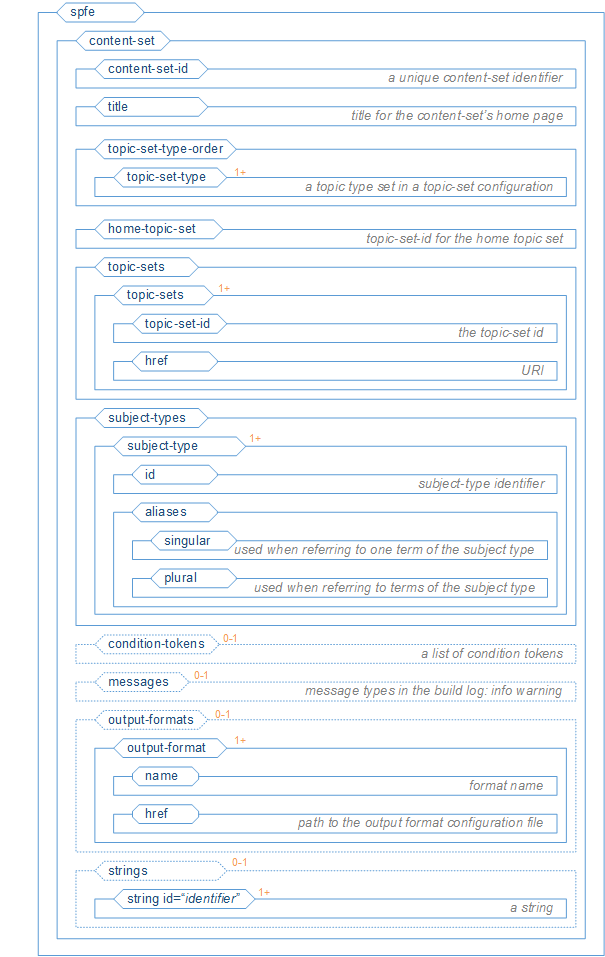 spfe
content-set
content-set-id
a unique content-set identifier
title
title for the content-set's home page
topic-set-type-order
topic-set-type 1+
a topic type set in a topic-set configuration
home-topic-set
topic-set-id for the home topic set
topic-sets
topic-sets 1+
topic-set-id
the topic-set id
href
URI
subject-types
subject-type 1+
id
subject-type identifier
aliases
singular
used when referring to one term of the subject type
plural
used when referring to terms of the subject type
condition-tokens 0-1
a list of condition tokens
messages 0-1
message types in the build log: info warning
output-formats 0-1
output-format 1+
name
format name
href
path to the output format configuration file
strings 0-1
string id=“identifier” 1+
a string